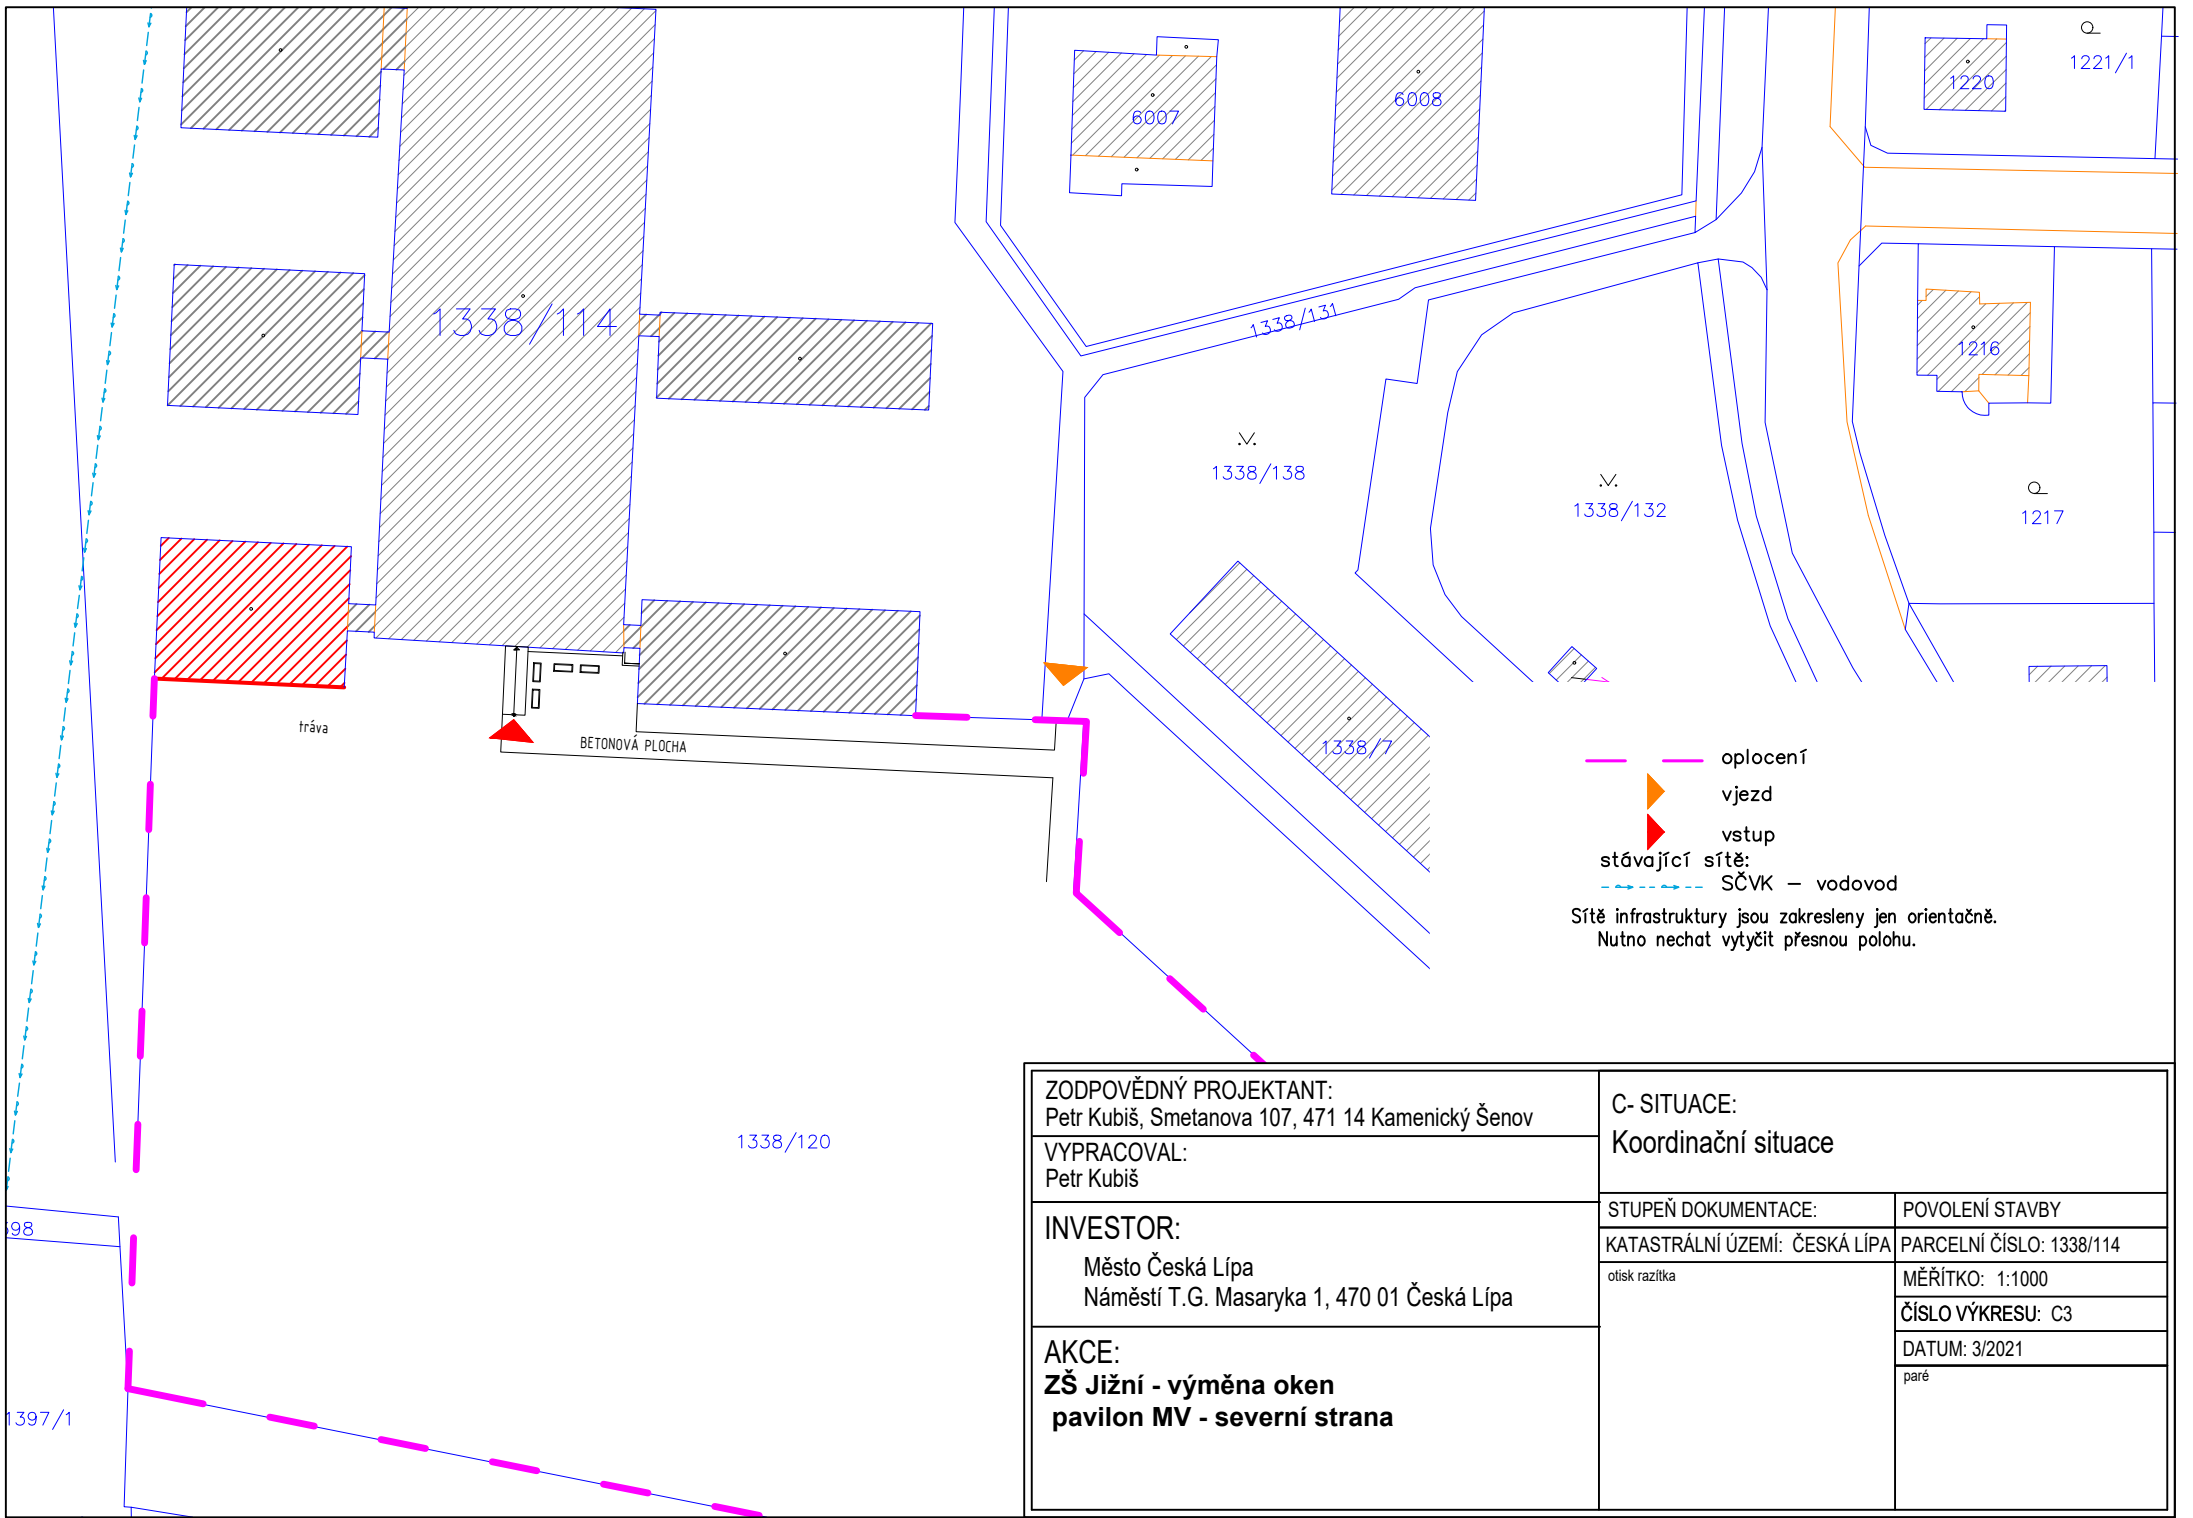 1220
1221/1
6007
6008
1338/114
1338/131
1216
1338/138
1338/132
1217
tráva
BETONOVÁ PLOCHA
1338/7
oplocení
vjezd
vstup
stávající sítě:
SČVK – vodovod
Sítě infrastruktury jsou zakresleny jen orientačně.
Nutno nechat vytyčit přesnou polohu.
1338/120
98
1397/1
ZODPOVĚDNÝ PROJEKTANT:
Petr Kubiš, Smetanova 107, 471 14 Kamenický Šenov
VYPRACOVAL:
Petr Kubiš
INVESTOR:
Město Česká Lípa
Náměstí T.G. Masaryka 1, 470 01 Česká Lípa
AKCE:
ZŠ Jižní - výměna oken
pavilon MV - severní strana
C- SITUACE:
Koordinační situace
STUPEŇ DOKUMENTACE: POVOLENÍ STAVBY
KATASTRÁLNÍ ÚZEMÍ: ČESKÁ LÍPA PARCELNÍ ČÍSLO: 1338/114
otisk razítka
MĚŘÍTKO: 1:1000
ČÍSLO VÝKRESU: C3
DATUM: 3/2021
paré